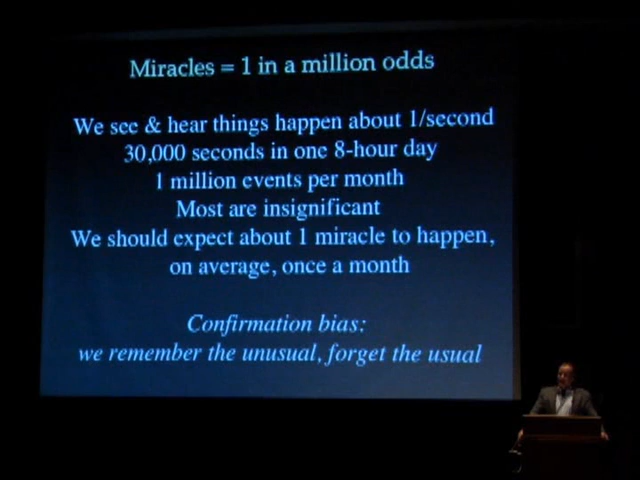 Miracles = 1 in a million odds
We see & hear things happen about 1/second
30,000 seconds in one 8-hour day
1 million events per month
Most are insignificant
We should expect about 1 miracle to happen,
on average, once a month
Confirmation bias:
we remember the unusual, forget the usual